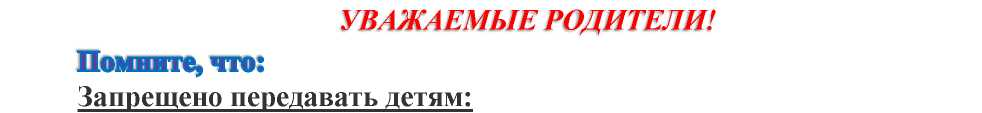 УВАЖАЕМЫЕ РОДИТЕЛИ!
Помните, что:
Запрещено передавать детям: